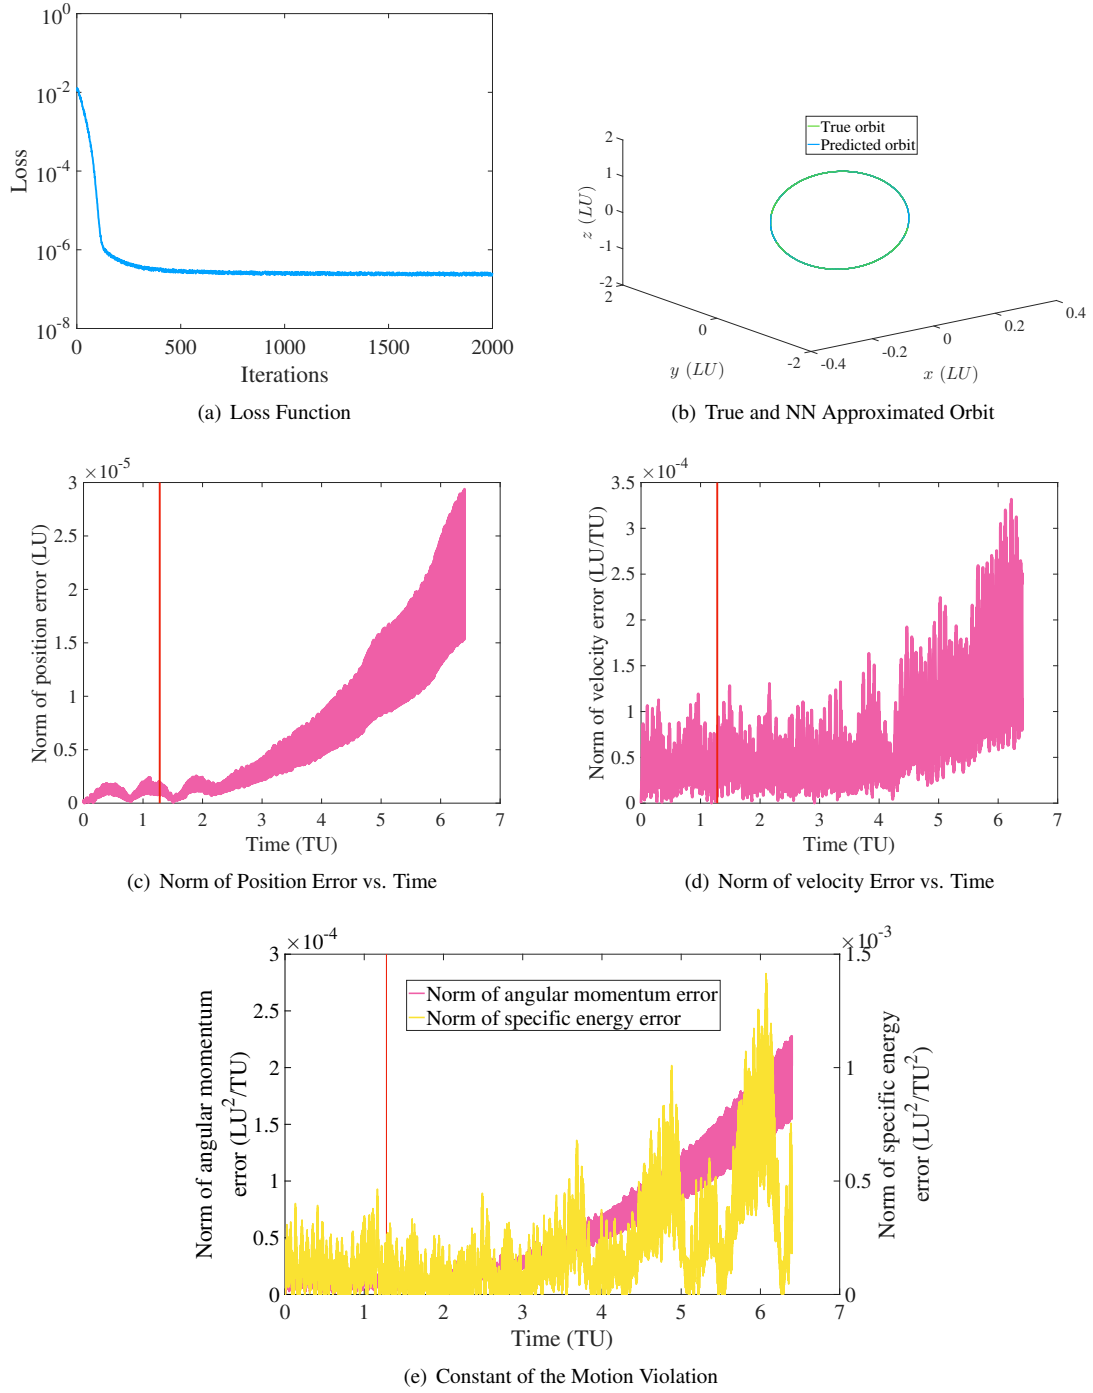 10^0
10^-2
10^-4
10^-6
10^-8
Loss
0 500 1000 1500 2000
Iterations
(a) Loss Function
True orbit
Predicted orbit
2
1
0
-1
-2
z (LU)
2
0
-2
y (LU)
-0.4
-0.2
0
0.2
0.4
x (LU)
(b) True and NN Approximated Orbit
×10^-5
3
2.5
2
1.5
1
0.5
0
Norm of position error (LU)
0 1 2 3 4 5 6 7
Time (TU)
(c) Norm of Position Error vs. Time
×10^-4
3.5
3
2.5
2
1.5
1
0.5
0
Norm of velocity error (LU/TU)
0 1 2 3 4 5 6 7
Time (TU)
(d) Norm of velocity Error vs. Time
×10^-4
3
2.5
2
1.5
1
0.5
0
Norm of angular momentum
error (LU^2/TU)
Norm of angular momentum error
Norm of specific energy error
×10^-3
1.5
1
0.5
0
Norm of specific energy
error (LU^2/TU^2)
0 1 2 3 4 5 6 7
Time (TU)
(e) Constant of the Motion Violation